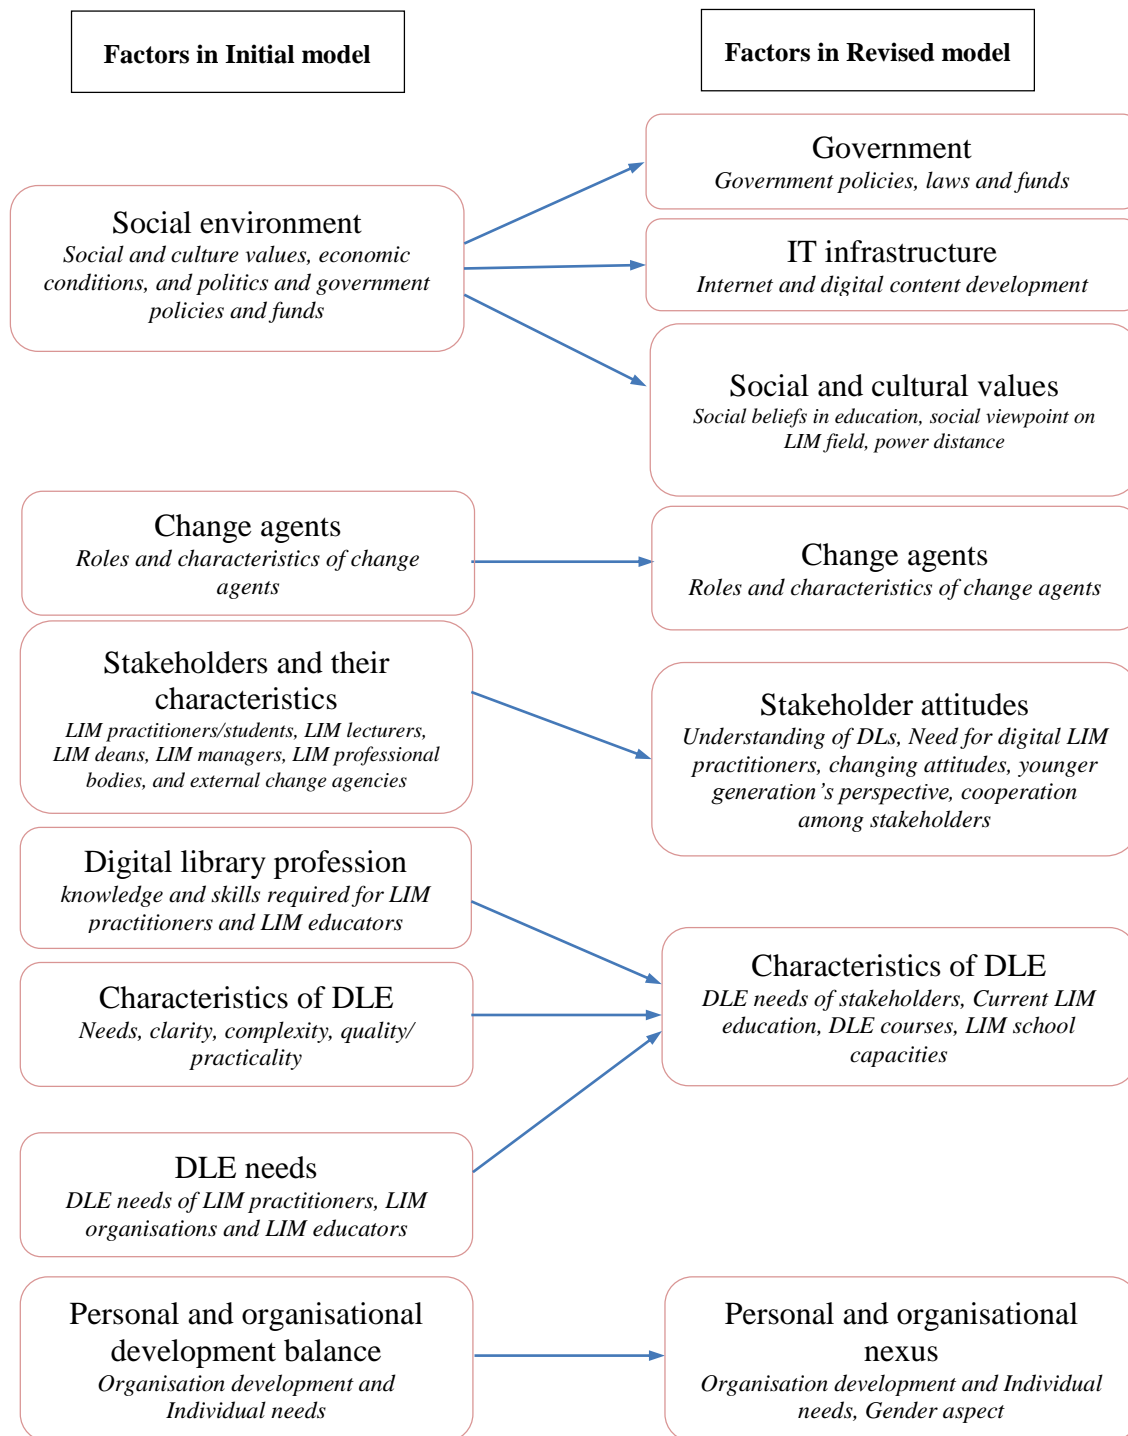 Factors in Initial model
Factors in Revised model
Social environment
Social and culture values, economic
conditions, and politics and government
policies and funds
Government
Government policies, laws and funds
IT infrastructure
Internet and digital content development
Social and cultural values
Social beliefs in education, social viewpoint on
LIM field, power distance
Change agents
Roles and characteristics of change
agents
Change agents
Roles and characteristics of change agents
Stakeholders and their
characteristics
LIM practitioners/students, LIM lecturers,
LIM deans, LIM managers, LIM professional
bodies, and external change agencies
Stakeholder attitudes
Understanding of DLs, Need for digital LIM
practitioners, changing attitudes, younger
generation’s perspective, cooperation
among stakeholders
Digital library profession
knowledge and skills required for LIM
practitioners and LIM educators
Characteristics of DLE
Needs, clarity, complexity, quality/
practicality
DLE needs
DLE needs of LIM practitioners, LIM
organisations and LIM educators
Characteristics of DLE
DLE needs of stakeholders, Current LIM
education, DLE courses, LIM school
capacities
Personal and organisational
development balance
Organisation development and
Individual needs
Personal and organisational
nexus
Organisation development and Individual
needs, Gender aspect